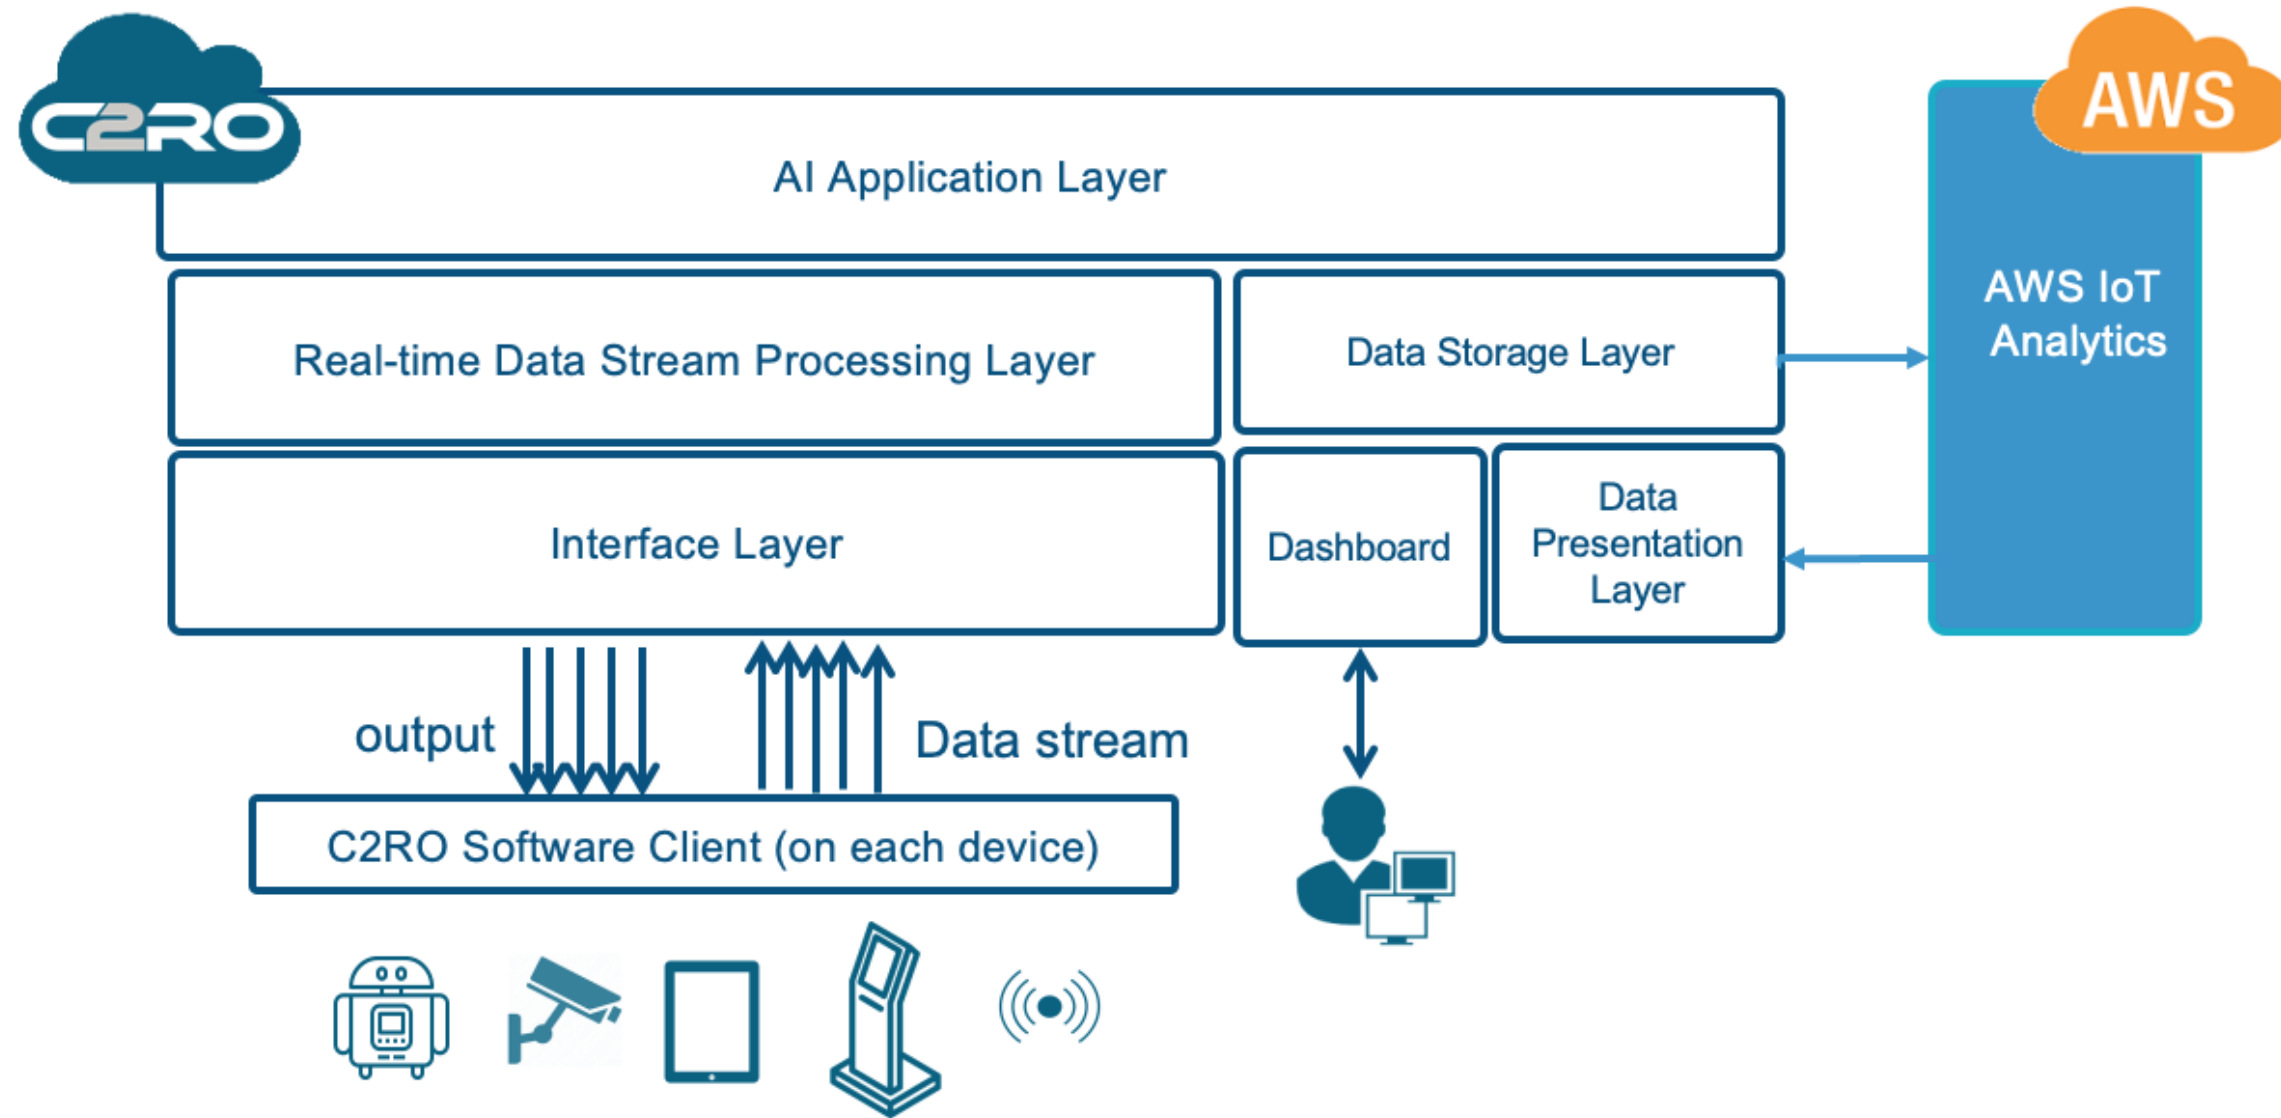 C2RO
AWS
AI Application Layer
Real-time Data Stream Processing Layer
Data Storage Layer
AWS IoT
Analytics
Interface Layer
Dashboard
Data
Presentation
Layer
output
Data stream
C2RO Software Client (on each device)